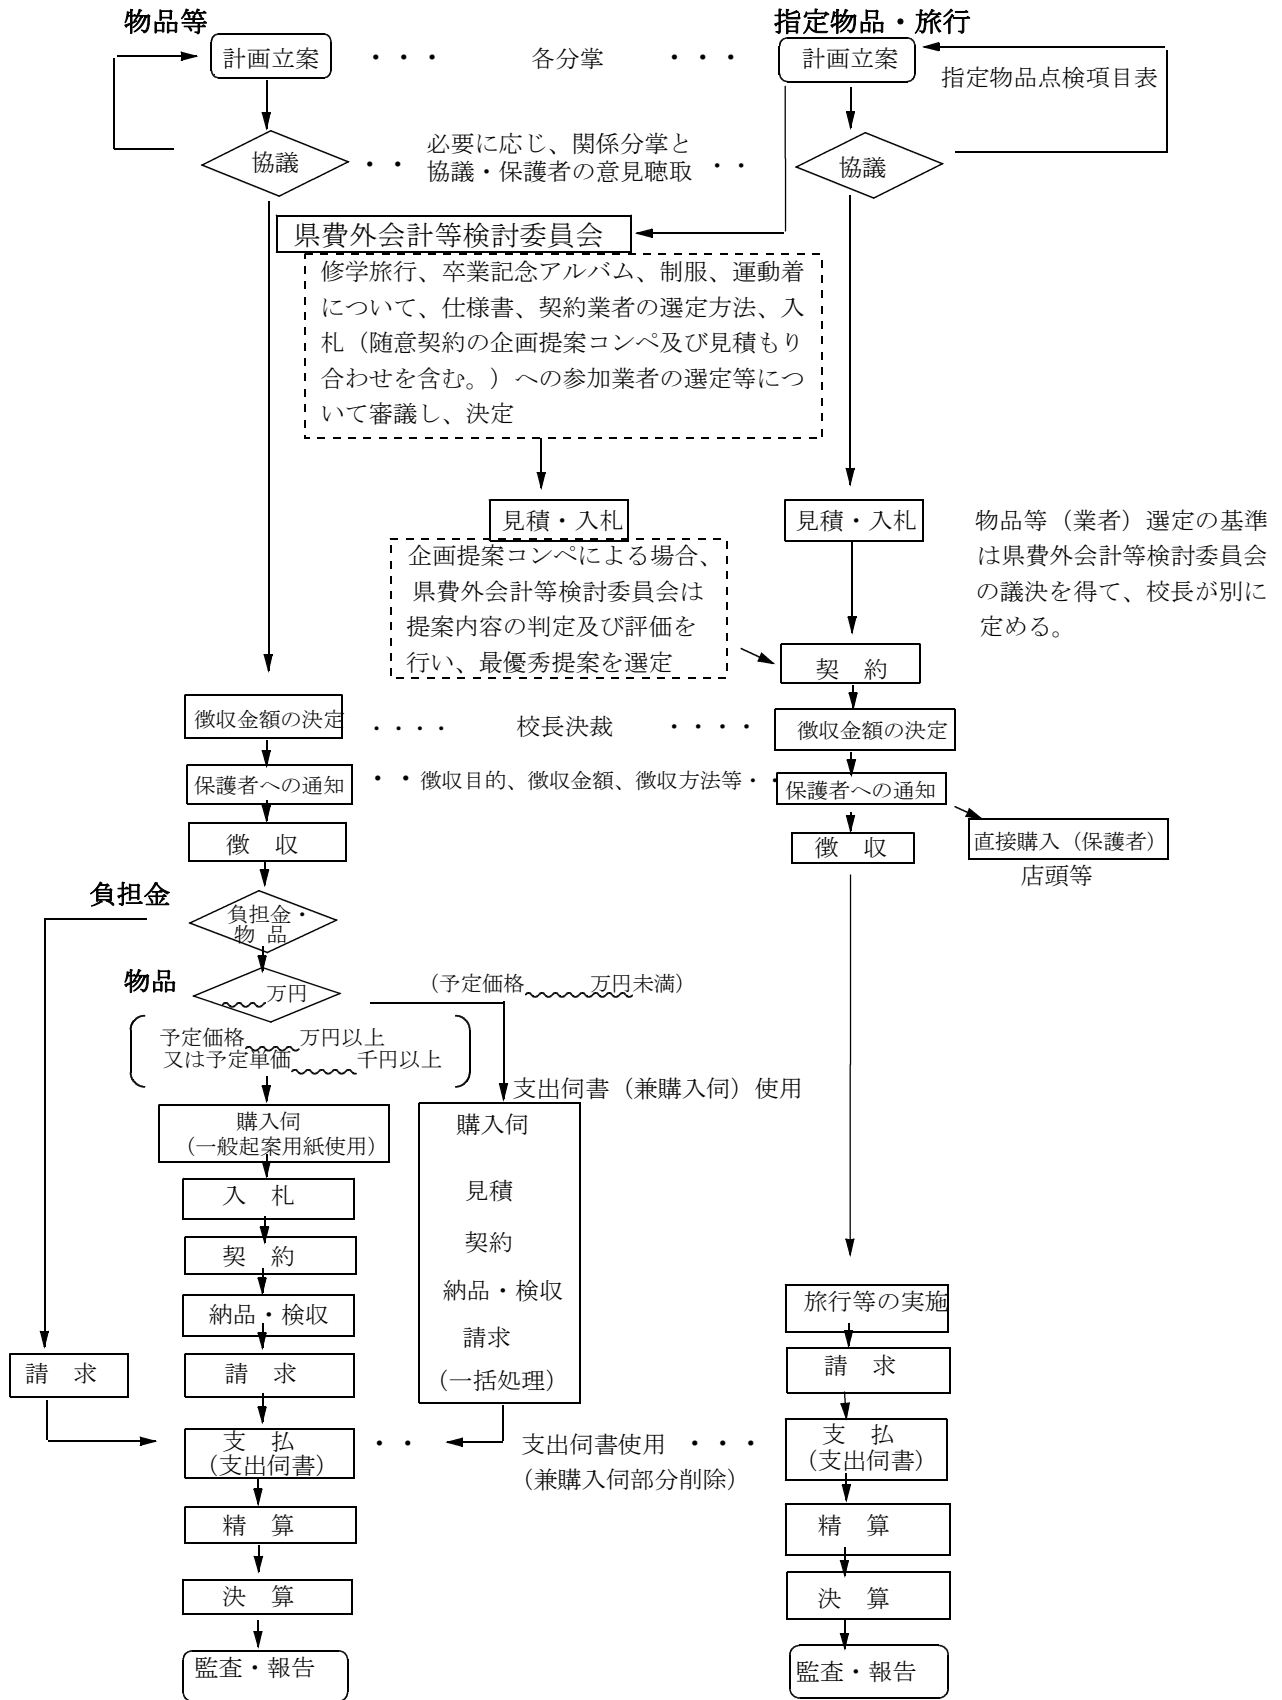 物品等
指定物品・旅行
計画立案
・・・
各分掌
・・・
計画立案
指定物品点検項目表
協議
・・
必要に応じ、関係分掌と
協議・保護者の意見聴取
・・
協議
県費外会計等検討委員会
修学旅行、卒業記念アルバム、制服、運動着
について、仕様書、契約業者の選定方法、入
札（随意契約の企画提案コンペ及び見積もり
合わせを含む。）への参加業者の選定等につ
いて審議し、決定
見積・入札
企画提案コンペによる場合、
県費外会計等検討委員会は
提案内容の判定及び評価を
行い、最優秀提案を選定
見積・入札
物品等（業者）選定の基準
は県費外会計等検討委員会
の議決を得て、校長が別に
定める。
契　約
徴収金額の決定
・・・・
校長決裁
・・・・
徴収金額の決定
保護者への通知
・・徴収目的、徴収金額、徴収方法等・・
保護者への通知
徴　収
徴　収
直接購入（保護者）
店頭等
負担金
負担金・
物 品
物品
万円
（予定価格　　　万円未満）
予定価格　　　万円以上
又は予定単価　　　千円以上
支出伺書（兼購入伺）使用
購入伺
（一般起案用紙使用）
入　札
契　約
納品・検収
請　求
購入伺
見積
契約
納品・検収
請求
（一括処理）
請　求
支　払
（支出伺書）
・・
支出伺書使用　・・・
（兼購入伺部分削除）
精　算
決　算
監査・報告
旅行等の実施
請　求
支　払
（支出伺書）
精　算
決　算
監査・報告